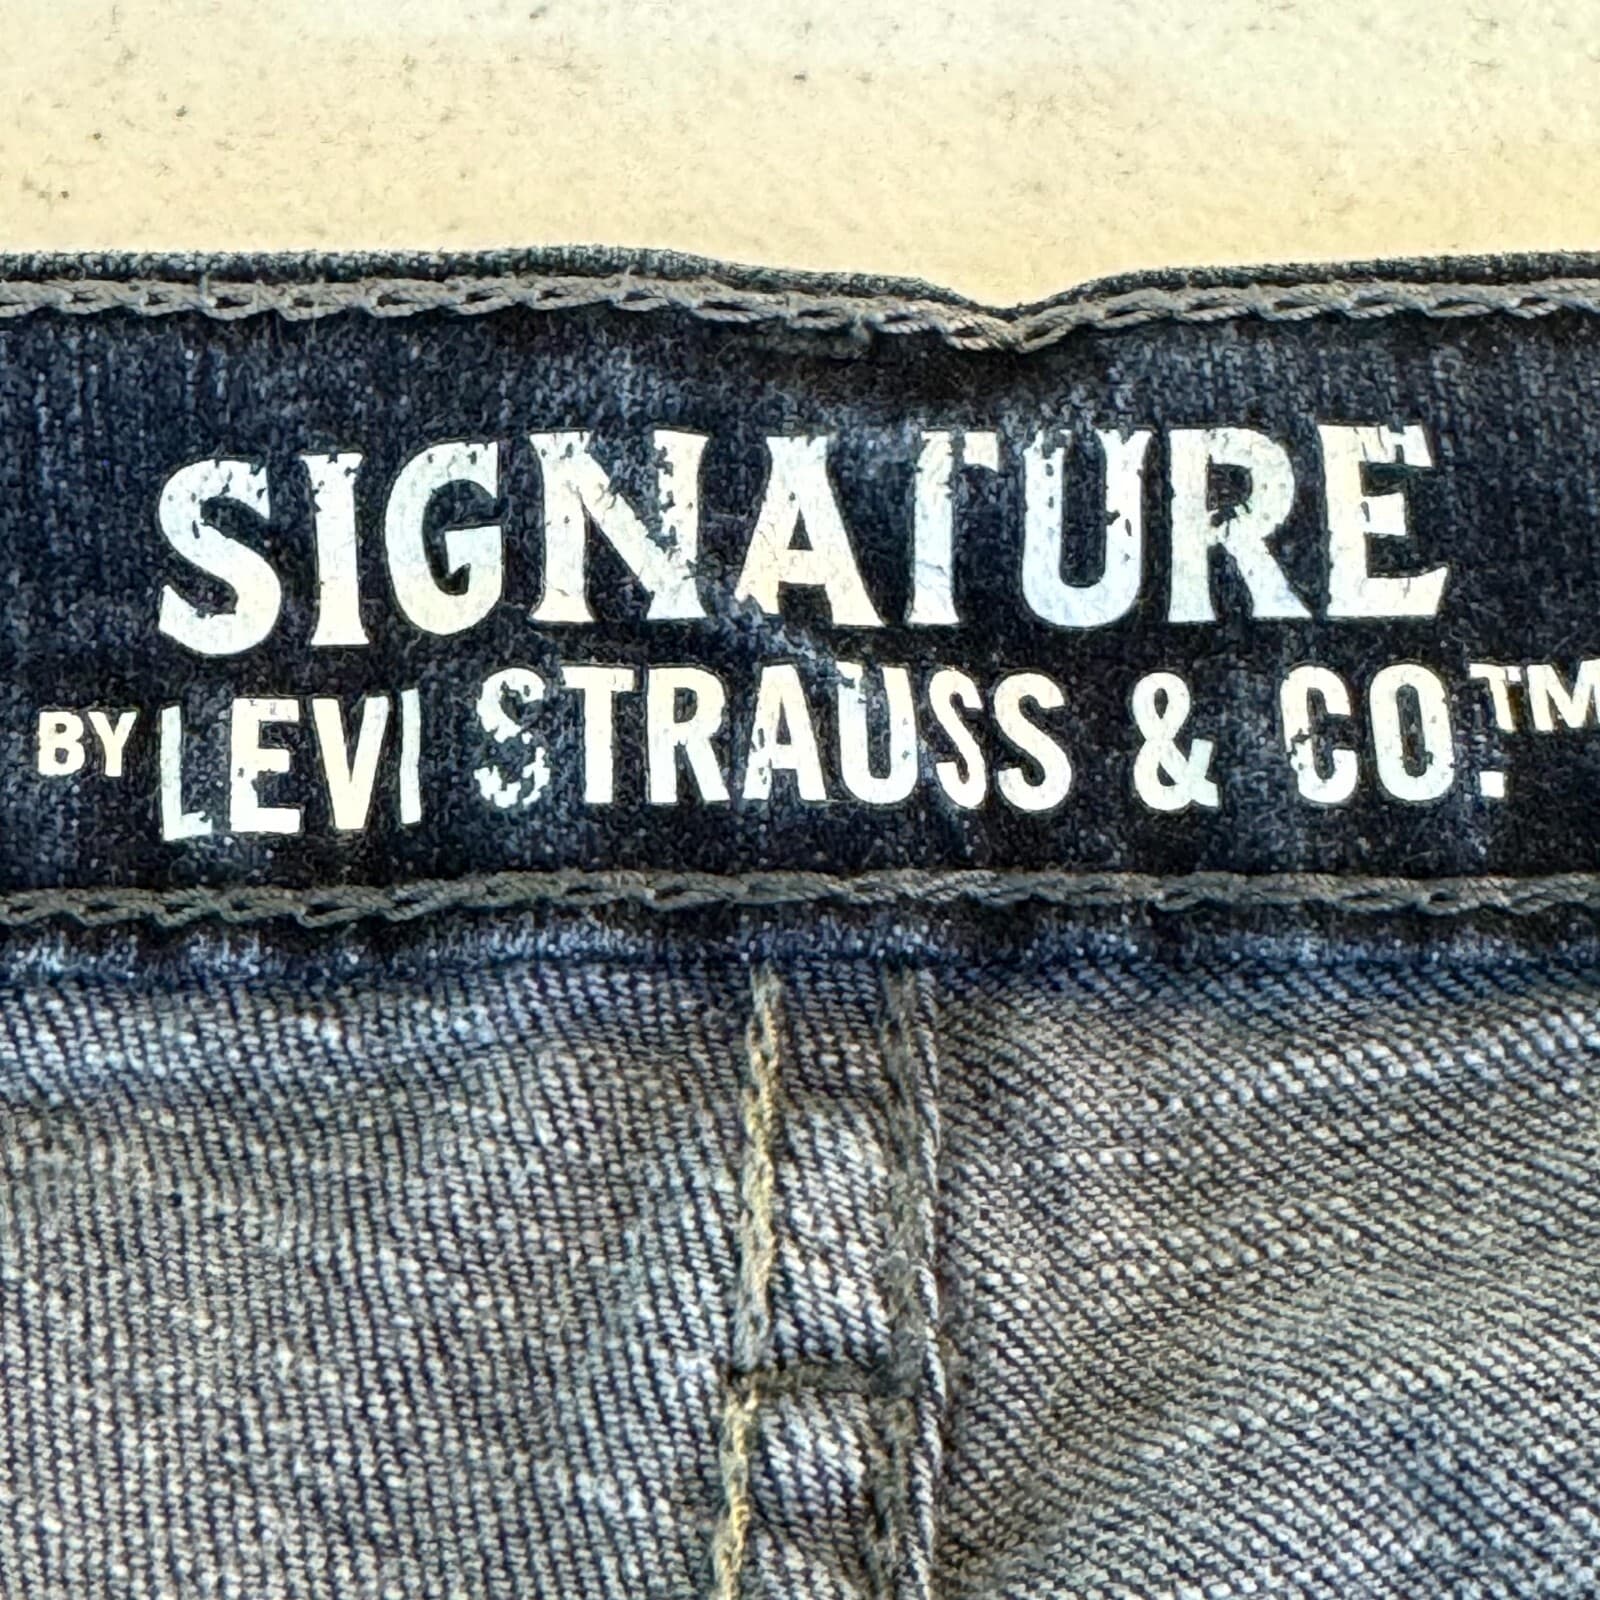 SIGNATURE
BY LEVI STRAUSS & CO.™